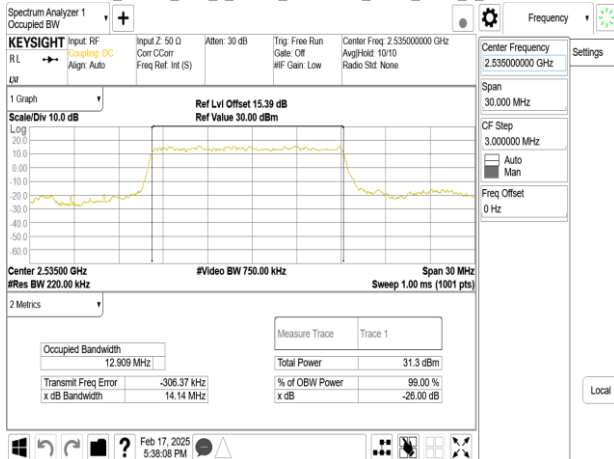 Spectrum Analyzer 1
Occupied BW
+
Frequency
KEYSIGHT
RL
LXI
Input: RF
Coupling: DC
Align: Auto
Input Z: 50 Ω
Corr CCorr
Freq Ref: Int (S)
Atten: 30 dB
Trig: Free Run
Gate: Off
#IF Gain: Low
Center Freq: 2.535000000 GHz
Avg|Hold: 10/10
Radio Std: None
Center Frequency
2.535000000 GHz
Settings
Span
30.000 MHz
CF Step
3.000000 MHz
Auto
Man
Freq Offset
0 Hz
Local
1 Graph
Scale/Div 10.0 dB
Ref Lvl Offset 15.39 dB
Ref Value 30.00 dBm
Log
20.0
10.0
0.00
-10.0
-20.0
-30.0
-40.0
-50.0
-60.0
Center 2.53500 GHz
#Video BW 750.00 kHz
Span 30 MHz
#Res BW 220.00 kHz
Sweep 1.00 ms (1001 pts)
2 Metrics
Measure Trace
Trace 1
Occupied Bandwidth
12.909 MHz
Total Power
31.3 dBm
Transmit Freq Error
-306.37 kHz
% of OBW Power
99.00 %
x dB Bandwidth
14.14 MHz
x dB
-26.00 dB
?
Feb 17, 2025
5:38:08 PM